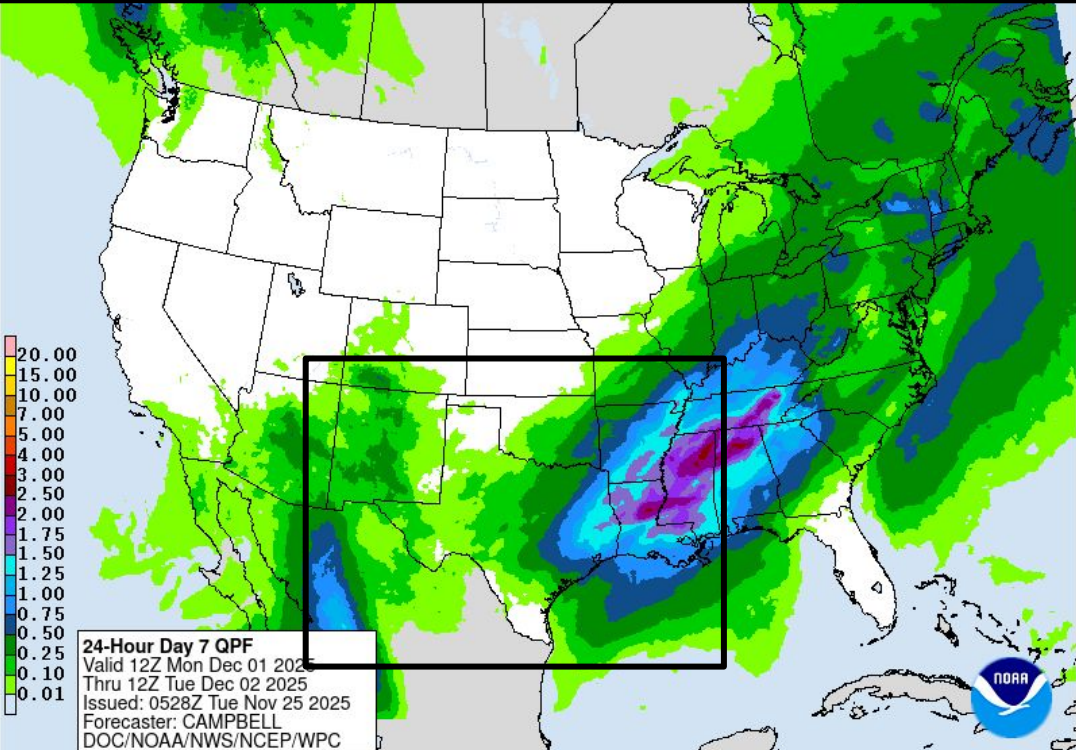 20.00
15.00
10.00
7.00
5.00
4.00
3.00
2.50
2.00
1.75
1.50
1.25
1.00
0.75
0.50
0.25
0.10
0.01
24-Hour Day 7 QPF
Valid 12Z Mon Dec 01 2025
Thru 12Z Tue Dec 02 2025
Issued: 0528Z Tue Nov 25 2025
Forecaster: CAMPBELL
DOC/NOAA/NWS/NCEP/WPC
NOAA